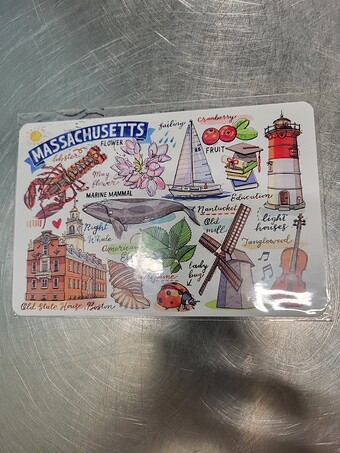 MASSACHUSETTS
lobster
FLOWER
May
flower
sailing
Cranberry
FRUIT
Education
MARINE MAMMAL
Right
Whale
American
Nantucket
Old
mill
light
houses
Tanglewood
lady
bug
Old State House, Boston